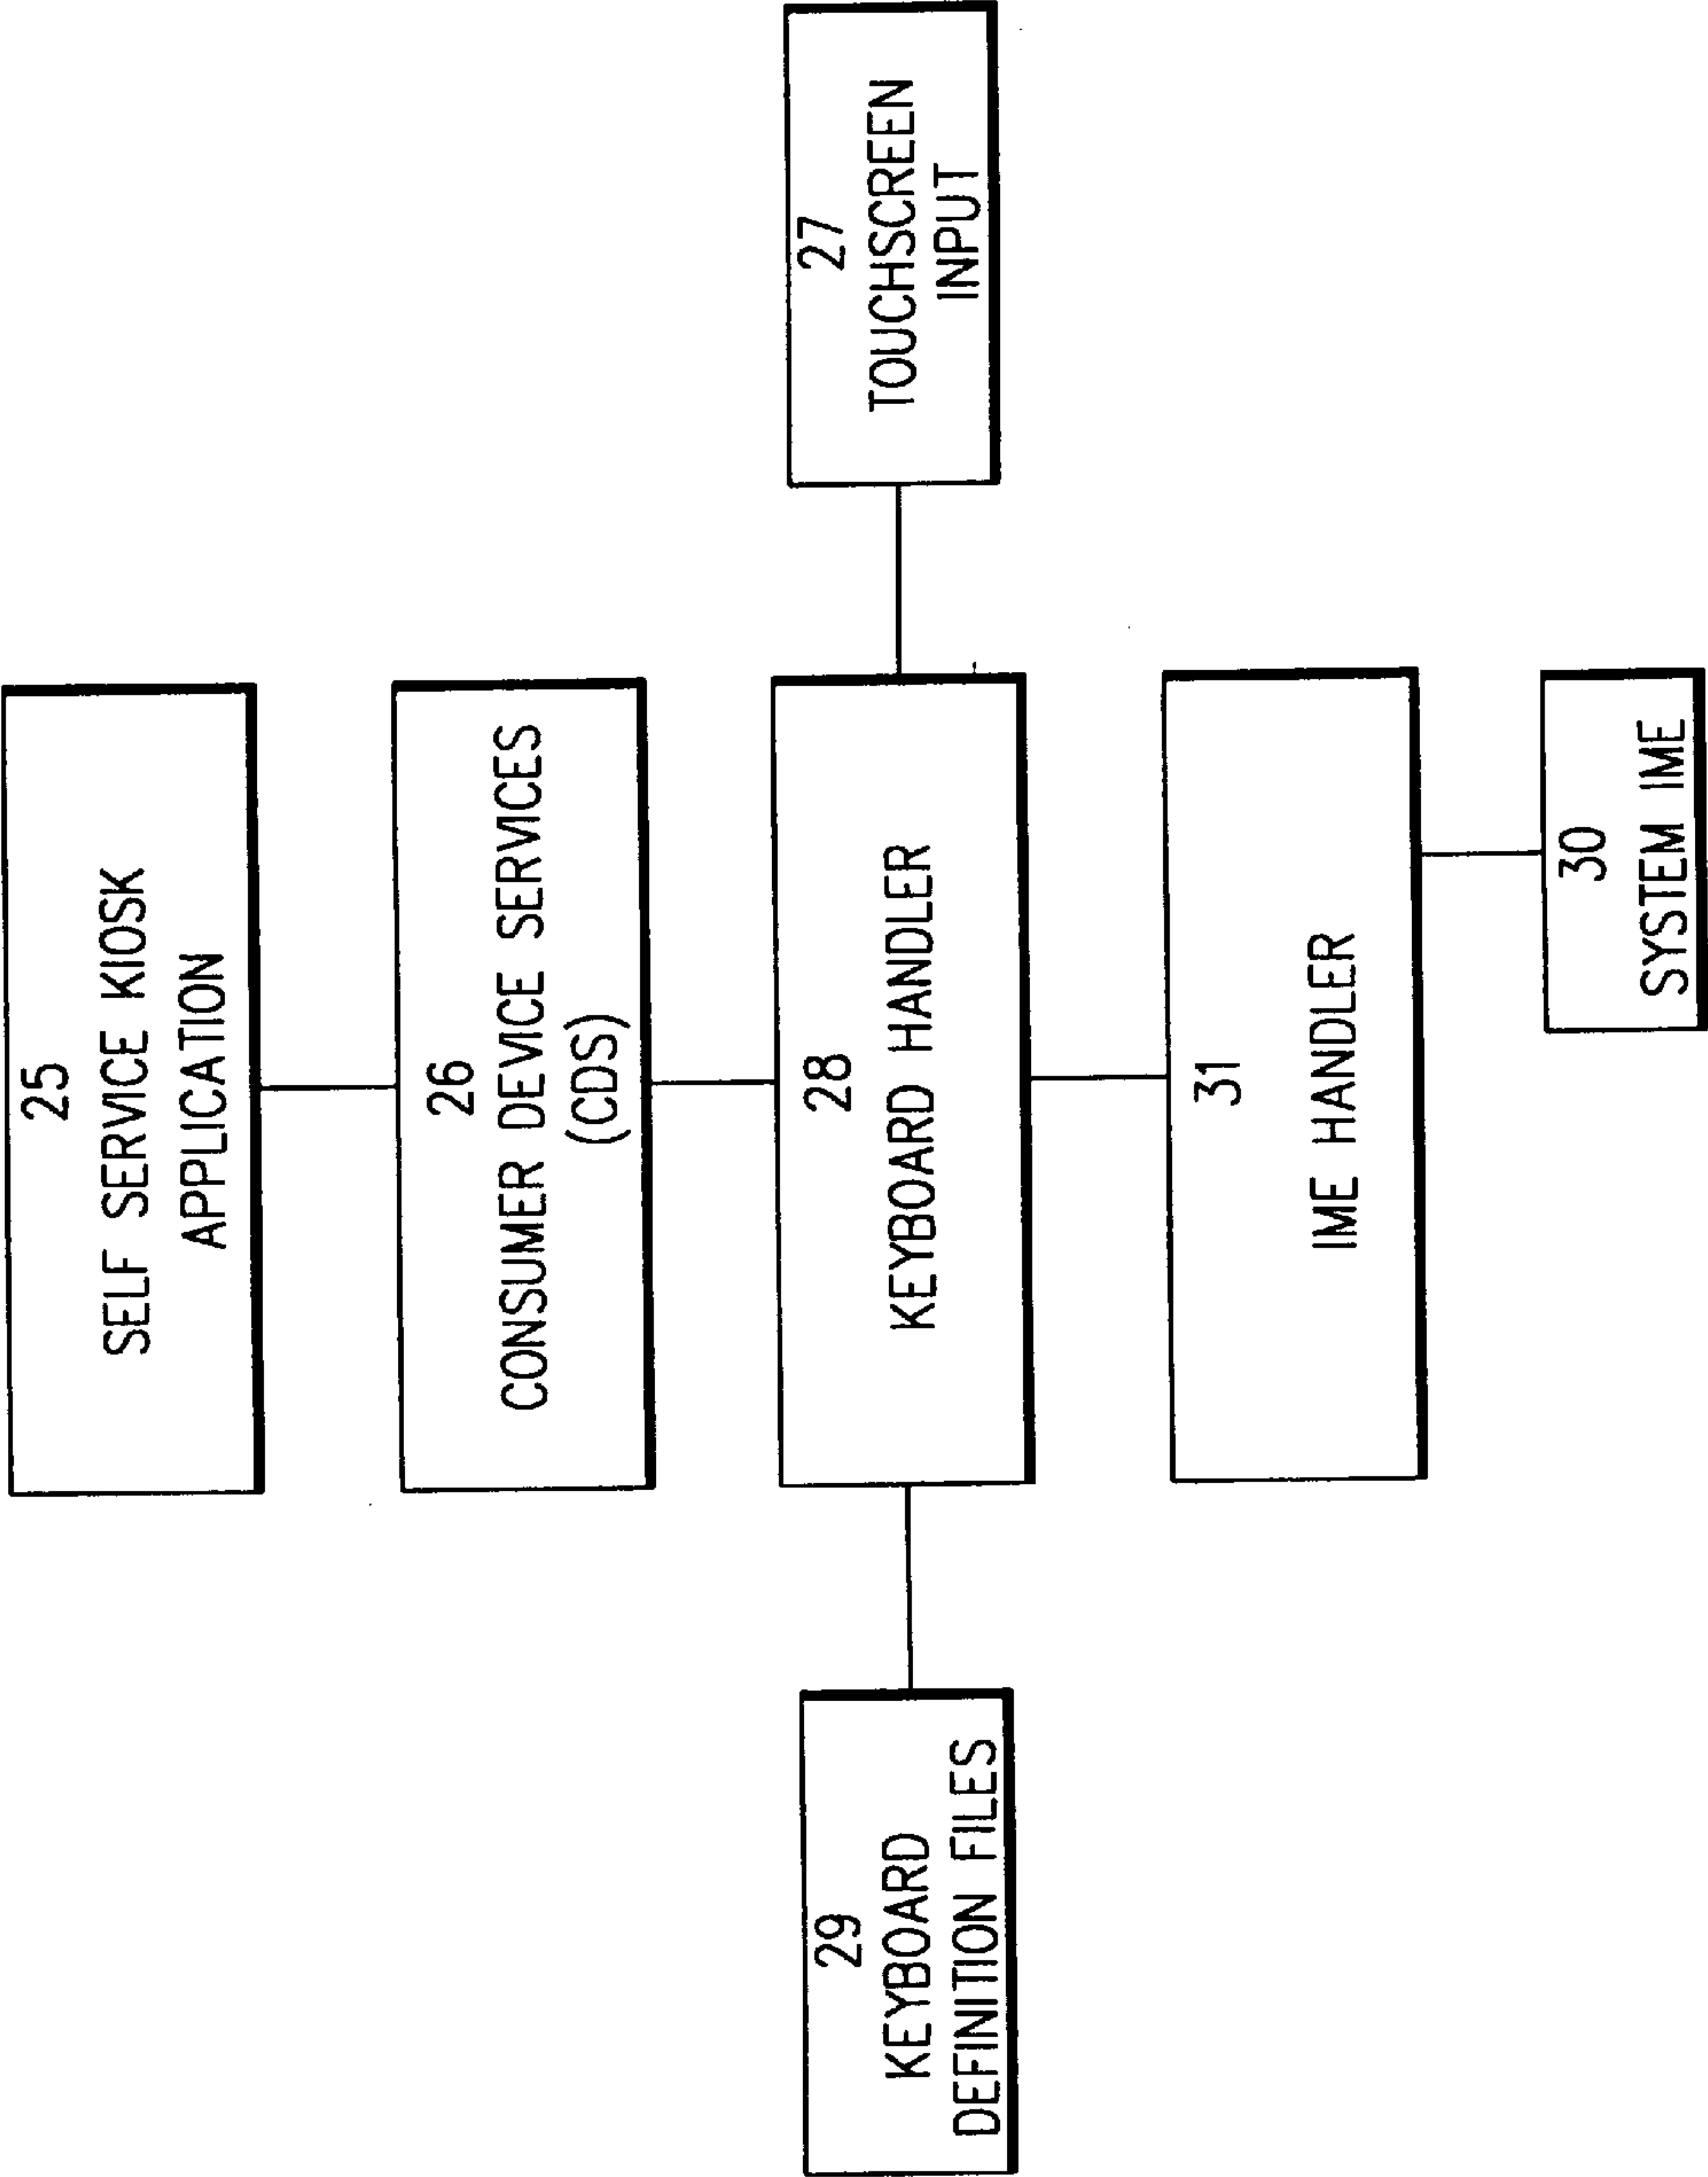 25
SELF SERVICE KIOSK
APPLICATION
26
CONSUMER DEVICE SERVICES
(CDS)
29
KEYBOARD
DEFINITION FILES
28
KEYBOARD HANDLER
27
TOUCHSCREEN
INPUT
31
IME HANDLER
30
SYSTEM IME